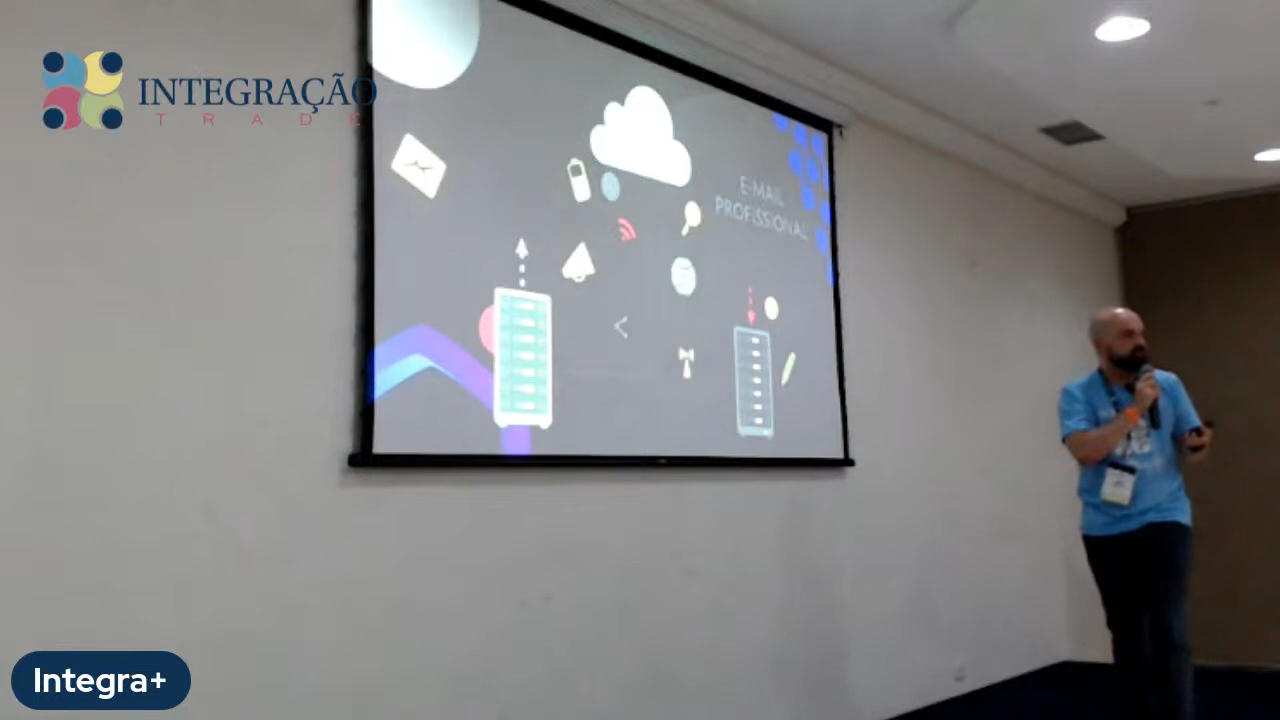 INTEGRAÇÃO
TRADE
E-MAIL
PROFISSIONAL
Integra+